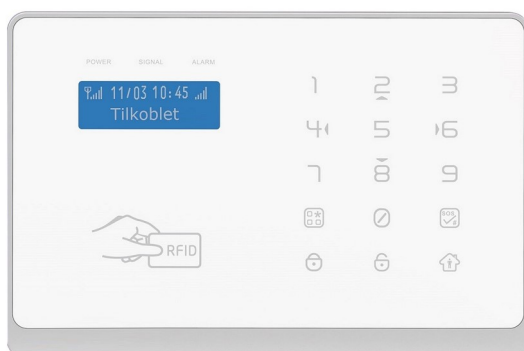 POWER SIGNAL ALARM
11/03 10:45
Tilkoblet
1 2 3
4 5 6
7 8 9
0 SOS
RFID